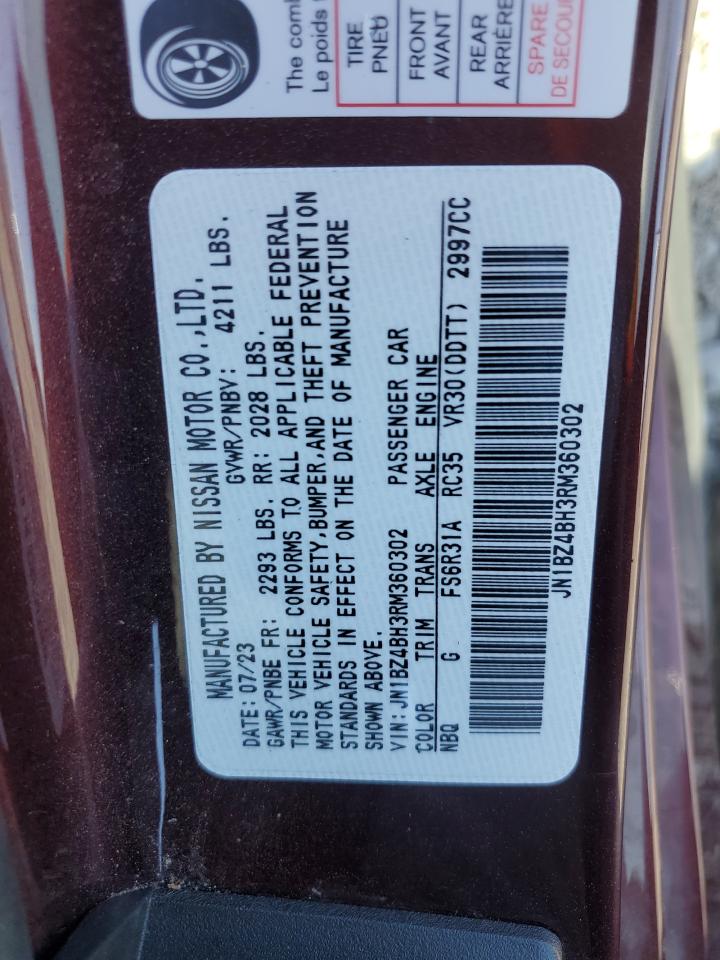 The comb
Le poids t
TIRE
PNEU
FRONT
AVANT
REAR
ARRIÈRE
SPARE
DE SECOUR
MANUFACTURED BY NISSAN MOTOR CO.,LTD.
DATE: 07/23 GVWR/PNBV: 4211 LBS.
GAWR/PNBE FR: 2293 LBS. RR: 2028 LBS.
THIS VEHICLE CONFORMS TO ALL APPLICABLE FEDERAL
MOTOR VEHICLE SAFETY,BUMPER,AND THEFT PREVENTION
STANDARDS IN EFFECT ON THE DATE OF MANUFACTURE
SHOWN ABOVE.
VIN: JN1BZ4BH3RM360302 PASSENGER CAR
COLOR TRIM TRANS AXLE ENGINE
NBQ G FS6R31A RC35 VR30(DDTT) 2997CC
JN1BZ4BH3RM360302